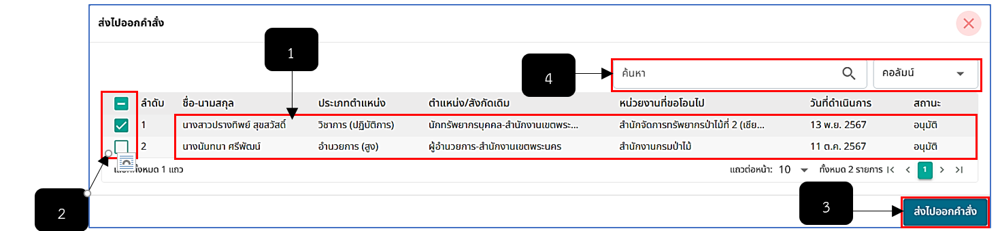 ส่งไปออกคำสั่ง
1
4
ค้นหา
คอลัมน์
ลำดับ ชื่อ-นามสกุล ประเภทตำแหน่ง ตำแหน่ง/สังกัดเดิม หน่วยงานที่ขอโอนไป วันที่ดำเนินการ สถานะ
1 นางสาวปรางทิพย์ สุขสวัสดิ์ วิชาการ (ปฏิบัติการ) นักทรัพยากรบุคคล-สำนักงานเขตพระ... สำนักจัดการทรัพยากรป่าไม้ที่ 2 (เชีย... 13 พ.ย. 2567 อนุมัติ
2 นางนันทนา ศรีพัฒน์ อำนวยการ (สูง) ผู้อำนวยการ-สำนักงานเขตพระนคร สำนักงานกรมป่าไม้ 11 ต.ค. 2567 อนุมัติ
ทั้งหมด 1 แถว แถวต่อหน้า: 10 ทั้งหมด 2 รายการ 1
2
3
ส่งไปออกคำสั่ง